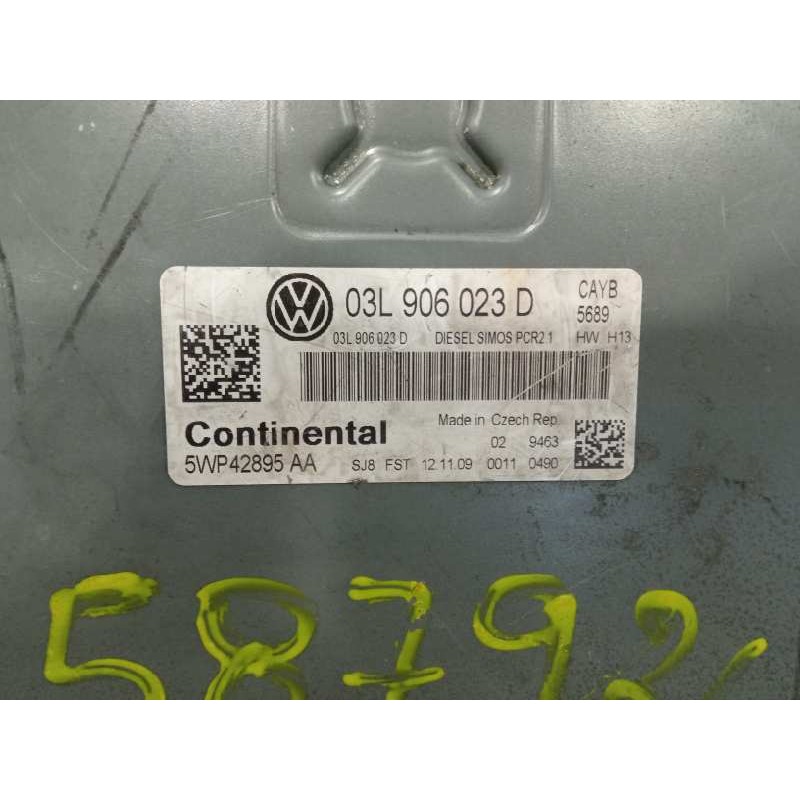 VW 03L 906 023 D CAYB
5689
03L 906 023 D DIESEL SIMOS PCR2.1 HW H13
Continental Made in Czech Rep.
02 9463
5WP42895 AA SJ8 FST 12.11.09 0011 0490
58792